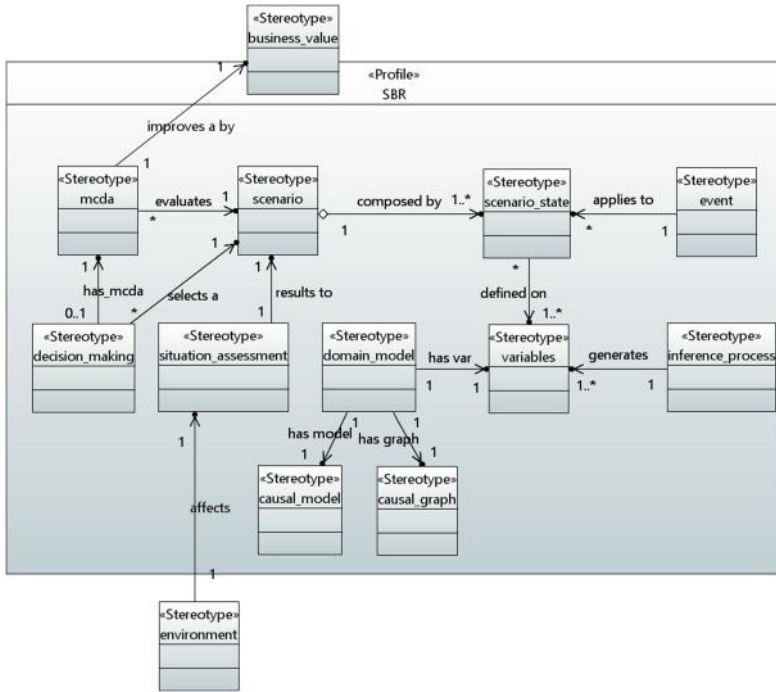 «Stereotype»
business_value
«Profile»
SBR
1
improves a by
1
«Stereotype»
mcda
evaluates
1
*
«Stereotype»
scenario
composed by
1..*
1
«Stereotype»
scenario_state
applies to
*
1
«Stereotype»
event
1
has_mcda
0..1
1
selects a
*
1
results to
1
*
defined on
1..*
«Stereotype»
decision_making
«Stereotype»
situation_assessment
«Stereotype»
domain_model
has var
1
1
«Stereotype»
variables
generates
1..*
1
«Stereotype»
inference_process
1
has model
1
1
has graph
1
«Stereotype»
causal_model
«Stereotype»
causal_graph
1
affects
1
«Stereotype»
environment